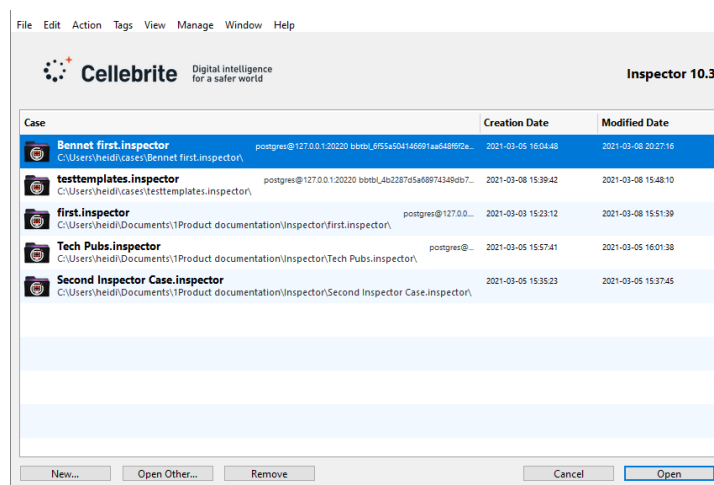 File Edit Action Tags View Manage Window Help
Cellebrite
Digital intelligence
for a safer world
Inspector 10.3
Case Creation Date Modified Date
Bennet first.inspector postgres@127.0.0.1:20220 bbtbl_6f55a504146691aa648f6f2e... 2021-03-05 16:04:48 2021-03-08 20:27:16
C:\Users\heidi\cases\Bennet first.inspector\
testtemplates.inspector postgres@127.0.0.1:20220 bbtbl_4b2287d5a68974349db7... 2021-03-08 15:39:42 2021-03-08 15:48:10
C:\Users\heidi\cases\testtemplates.inspector\
first.inspector postgres@127.0.0... 2021-03-03 15:23:12 2021-03-08 15:51:39
C:\Users\heidi\Documents\1Product documentation\Inspector\first.inspector\
Tech Pubs.inspector postgres@... 2021-03-05 15:57:41 2021-03-05 16:01:38
C:\Users\heidi\Documents\1Product documentation\Inspector\Tech Pubs.inspector\
Second Inspector Case.inspector 2021-03-05 15:35:23 2021-03-05 15:37:45
C:\Users\heidi\Documents\1Product documentation\Inspector\Second Inspector Case.inspector\
New... Open Other... Remove Cancel Open